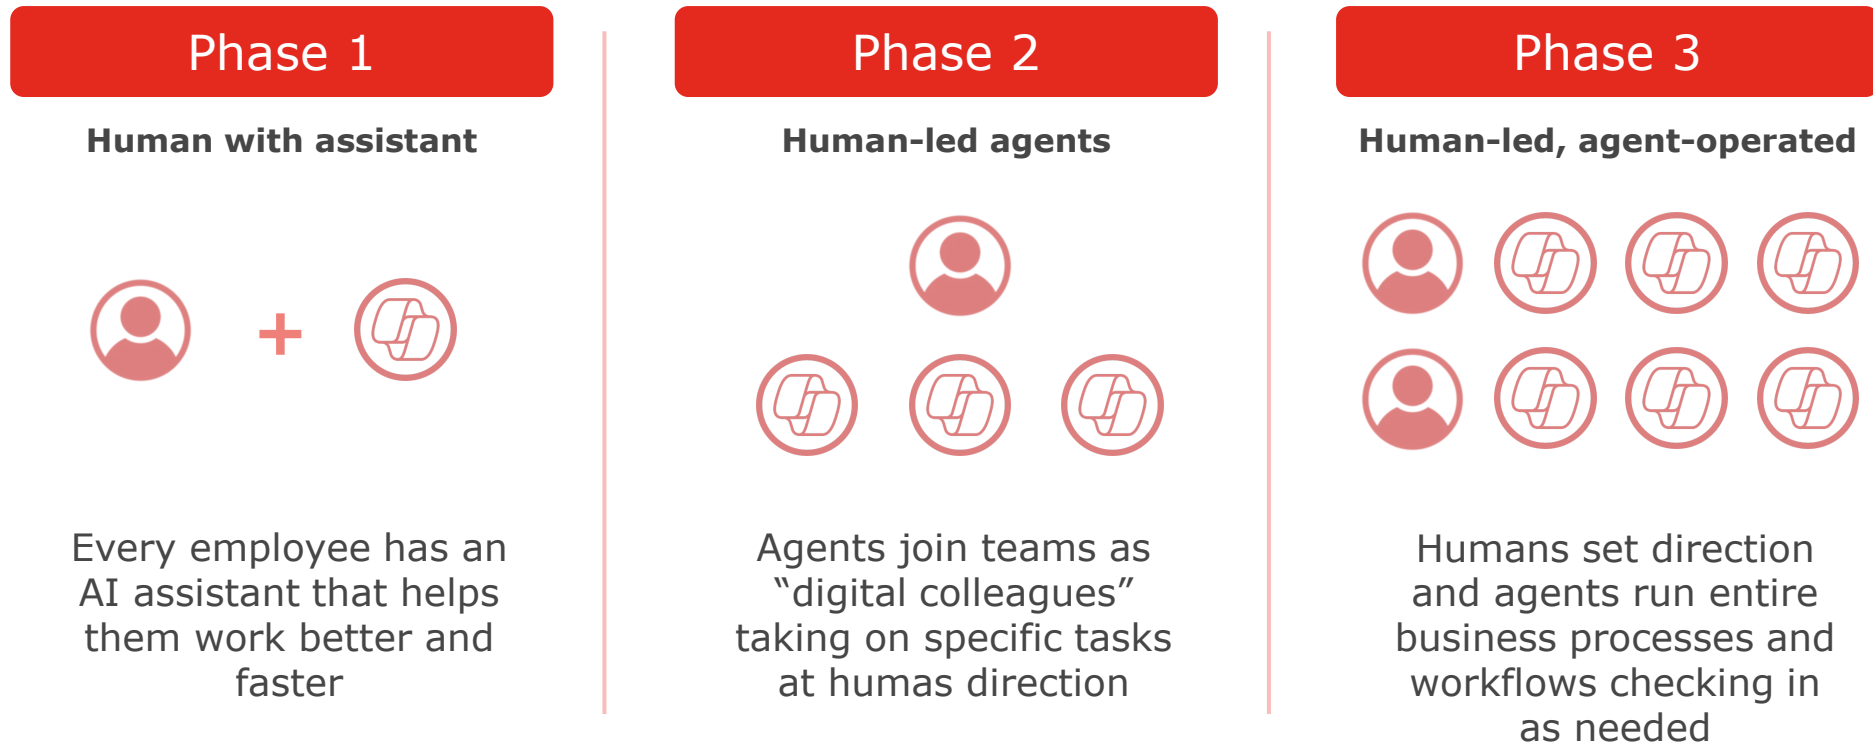 Phase 1
Human with assistant
+
Every employee has an
AI assistant that helps
them work better and
faster
Phase 2
Human-led agents
Agents join teams as
“digital colleagues”
taking on specific tasks
at humas direction
Phase 3
Human-led, agent-operated
Humans set direction
and agents run entire
business processes and
workflows checking in
as needed